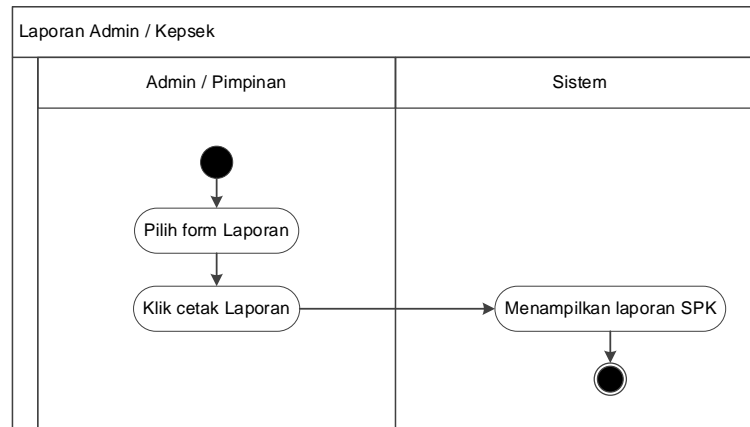 Laporan Admin / Kepsek
Admin / Pimpinan
Sistem
Pilih form Laporan
Klik cetak Laporan
Menampilkan laporan SPK